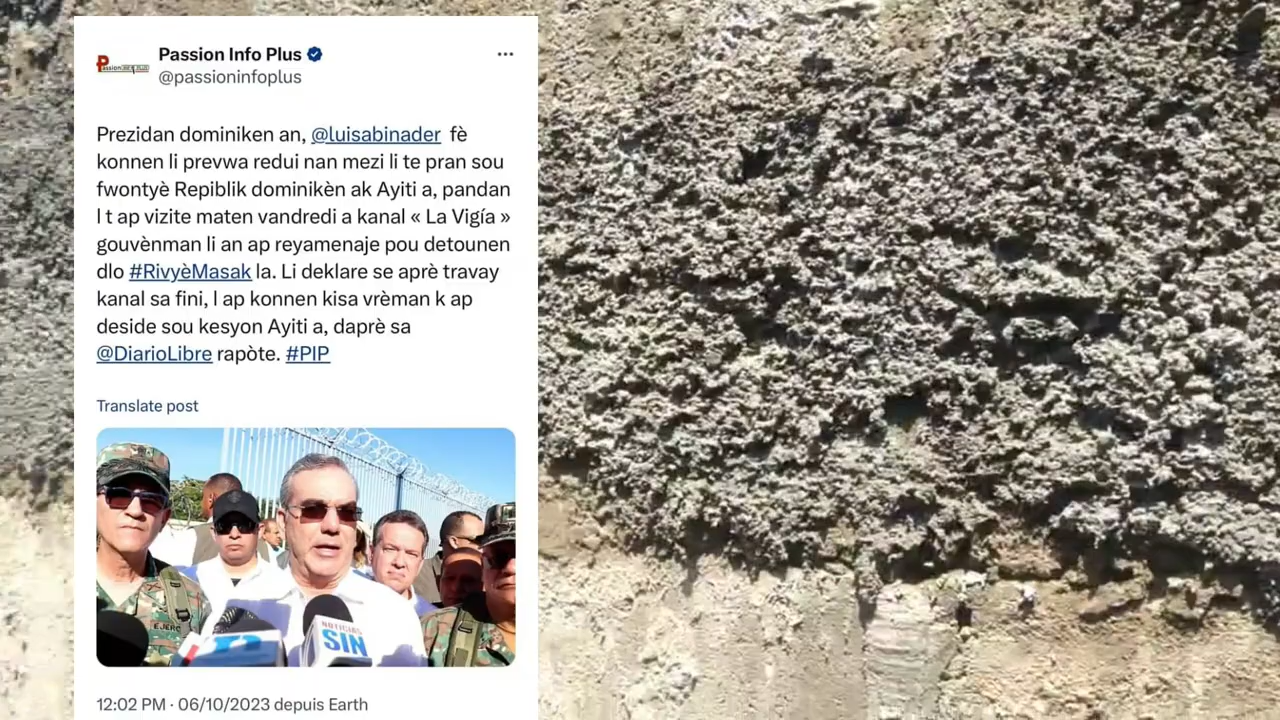 Passion Info Plus
@passioninfoplus
Prezidan dominiken an, @luisabinader fè
konnen li prevwa redui nan mezi li te pran sou
fwontyè Repiblik dominikèn ak Ayiti a, pandan
l t ap vizite maten vandredi a kanal « La Vigía »
gouvènman li an ap reyamenaje pou detounen
dlo #RivyèMasak la. Li deklare se aprè travay
kanal sa fini, l ap konnen kisa vrèman k ap
deside sou kesyon Ayiti a, daprè sa
@DiarioLibre rapòte. #PIP
Translate post
NOTICIAS
SIN
12:02 PM · 06/10/2023 depuis Earth